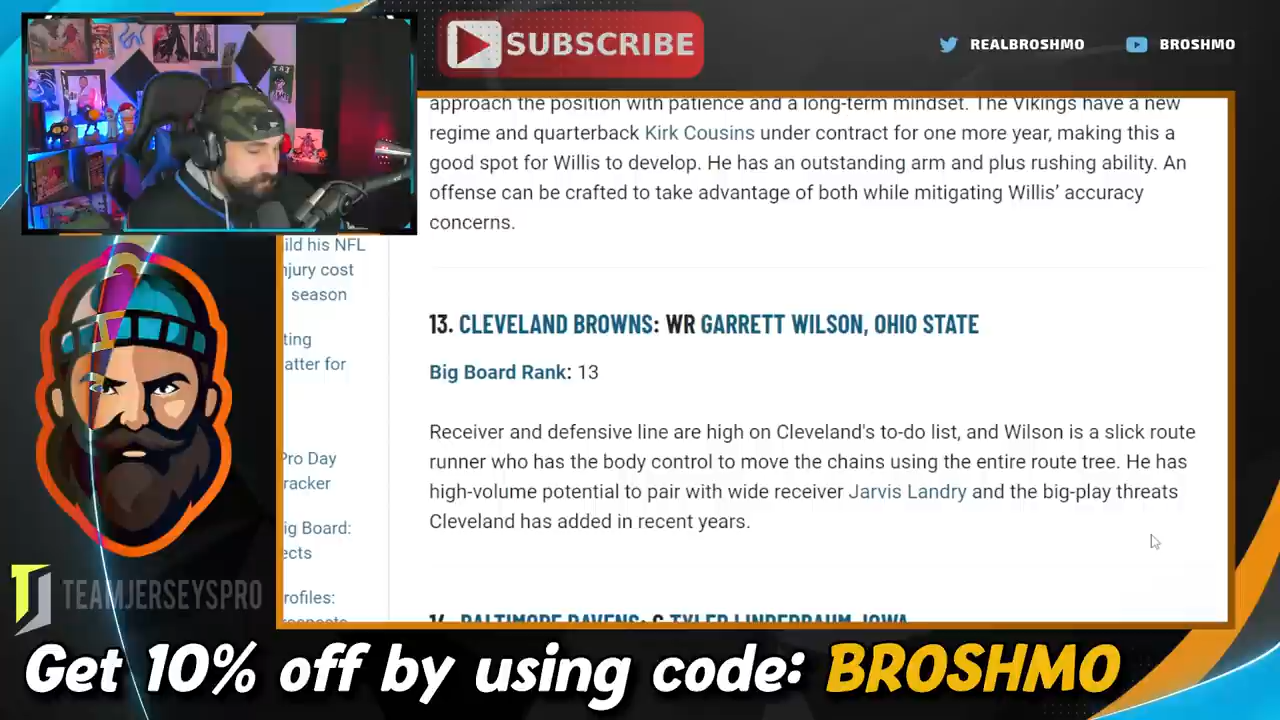 SUBSCRIBE
REALBROSHMO
BROSHMO
approach the position with patience and a long-term mindset. The Vikings have a new
regime and quarterback Kirk Cousins under contract for one more year, making this a
good spot for Willis to develop. He has an outstanding arm and plus rushing ability. An
offense can be crafted to take advantage of both while mitigating Willis’ accuracy
concerns.
ild his NFL
njury cost
season
ting
atter for
Pro Day
racker
ig Board:
ects
rofiles:
13. CLEVELAND BROWNS: WR GARRETT WILSON, OHIO STATE
Big Board Rank: 13
Receiver and defensive line are high on Cleveland's to-do list, and Wilson is a slick route
runner who has the body control to move the chains using the entire route tree. He has
high-volume potential to pair with wide receiver Jarvis Landry and the big-play threats
Cleveland has added in recent years.
14. BALTIMORE RAVENS: C TYLER LINDERBAUM, IOWA
TJ TEAMJERSEYSPRO
Get 10% off by using code: BROSHMO